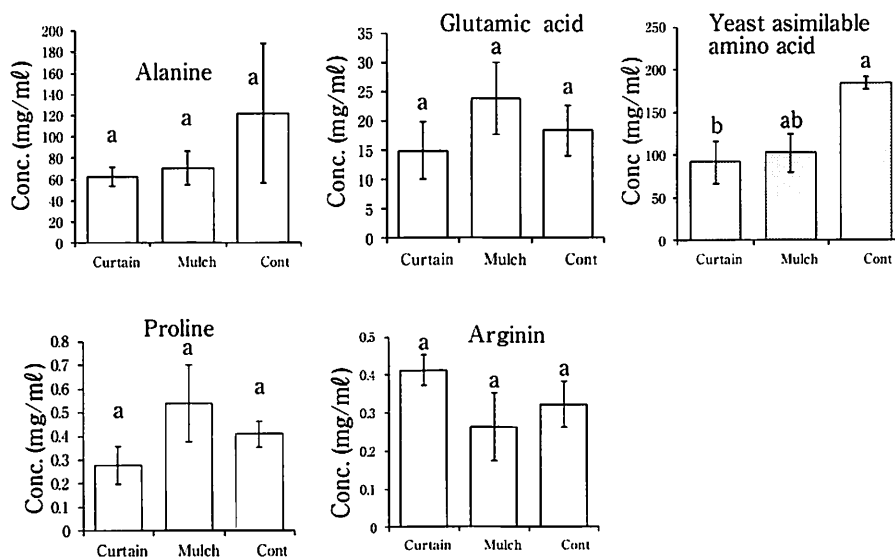 Alanine
Conc. (mg/mℓ)
200
180
160
140
120
100
80
60
40
20
0
a
a
a
Curtain Mulch Cont
Glutamic acid
Conc. (mg/mℓ)
35
30
25
20
15
10
5
0
a
a
a
Curtain Mulch Cont
Yeast asimilable
amino acid
Conc (mg/mℓ)
250
200
150
100
50
0
b
ab
a
Curtain Mulch Cont
Proline
Conc. (mg/mℓ)
0.8
0.7
0.6
0.5
0.4
0.3
0.2
0.1
0
a
a
a
Curtain Mulch Cont
Arginin
Conc. (mg/mℓ)
0.5
0.4
0.3
0.2
0.1
0
a
a
a
Curtain Mulch Cont